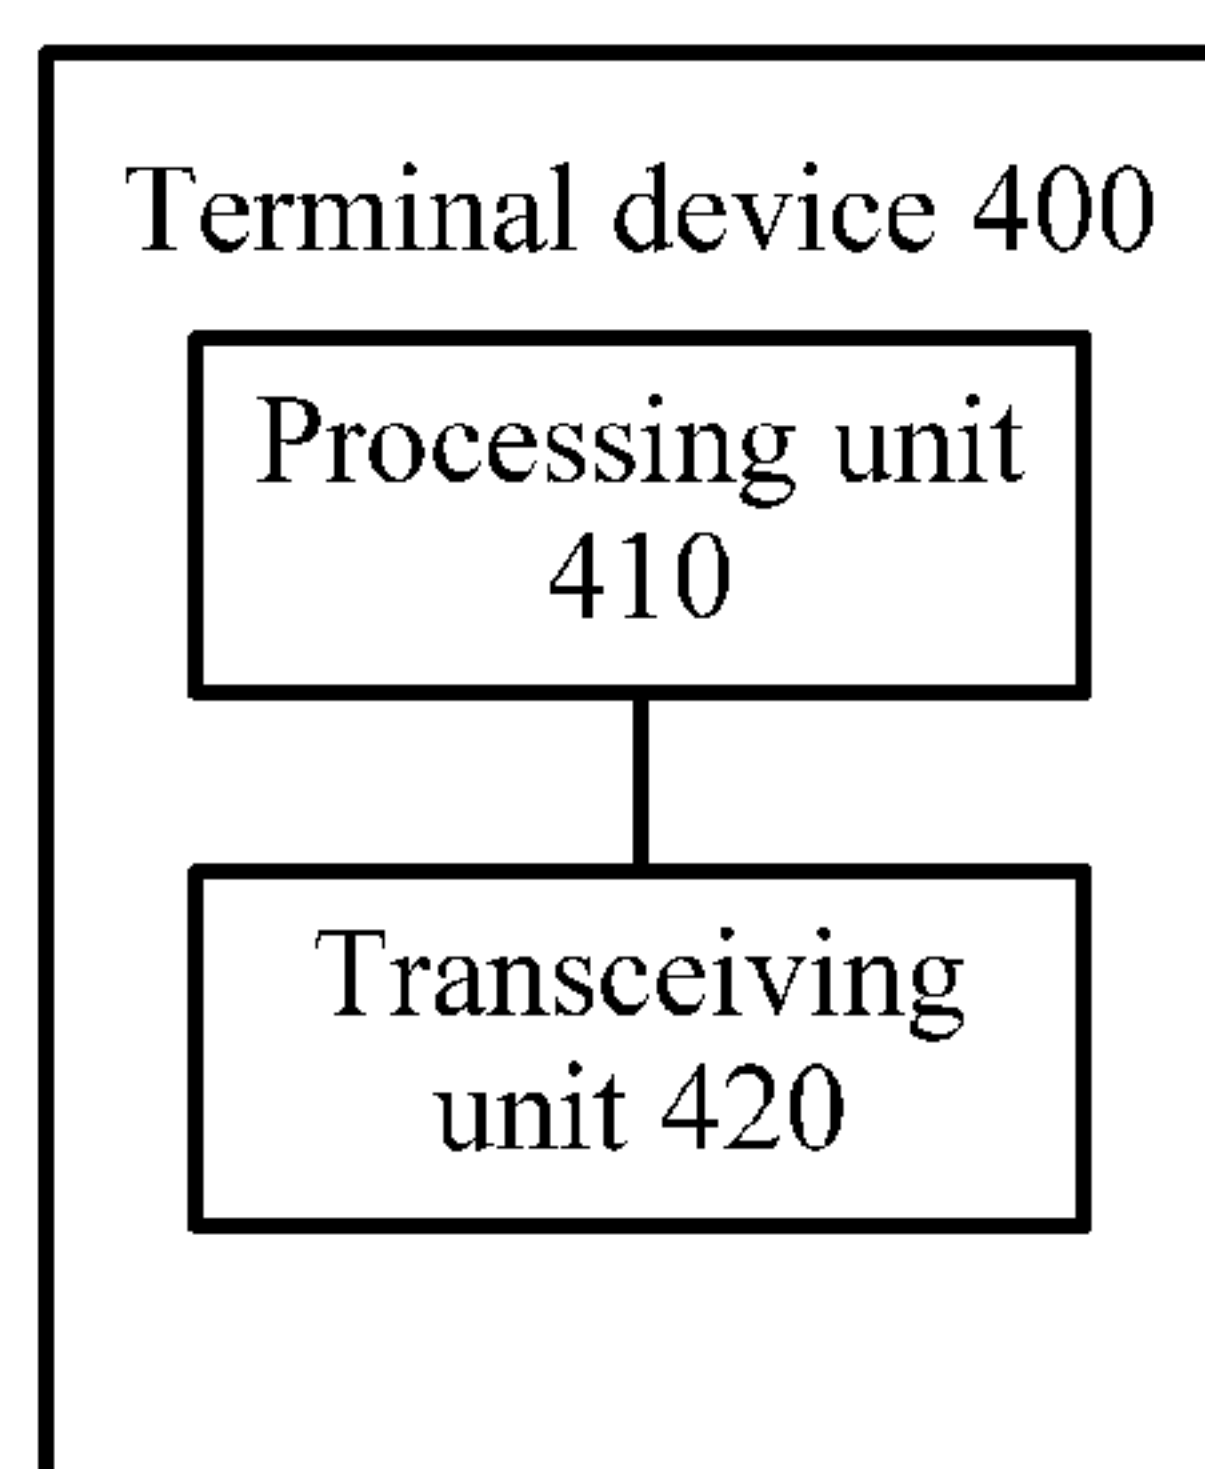 Terminal device 400
Processing unit
410
Transceiving
unit 420